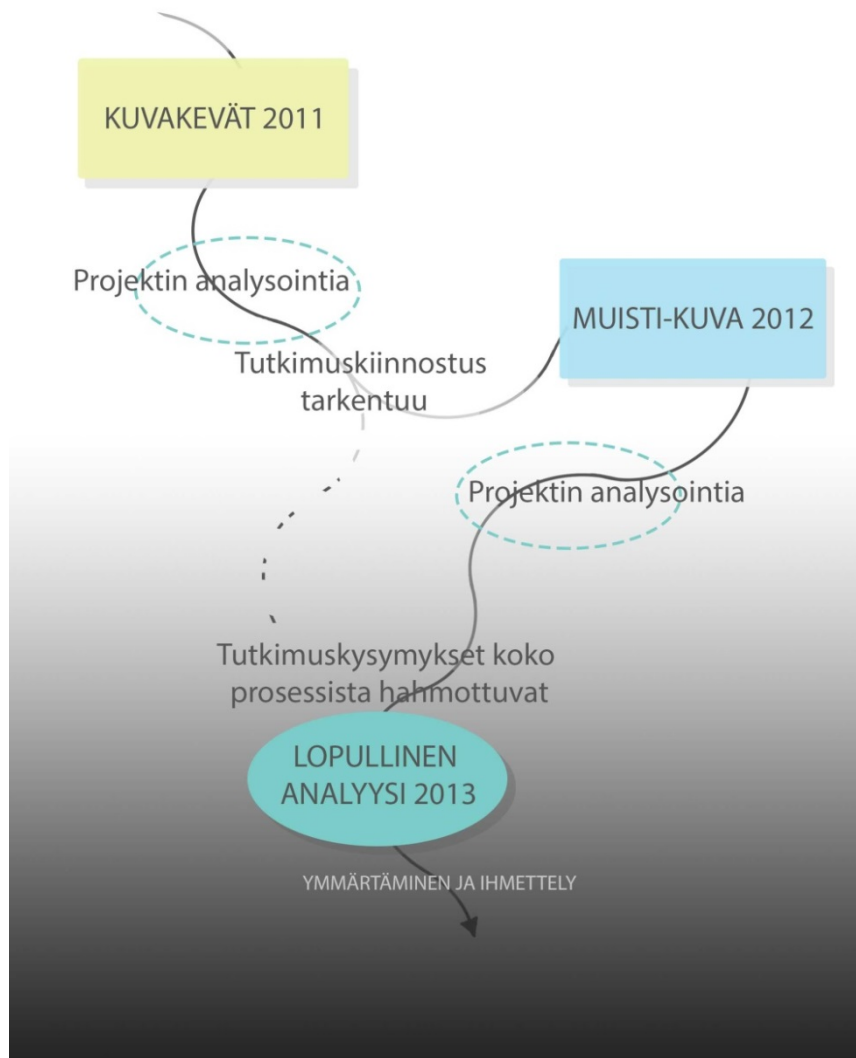 KUVAKEVÄT 2011
Projektin analysointia
MUISTI-KUVA 2012
Tutkimuskiinnostus
tarkentuu
Projektin analysointia
Tutkimuskysymykset koko
prosessista hahmottuvat
LOPULLINEN
ANALYYSI 2013
YMMÄRTÄMINEN JA IHMETTELY